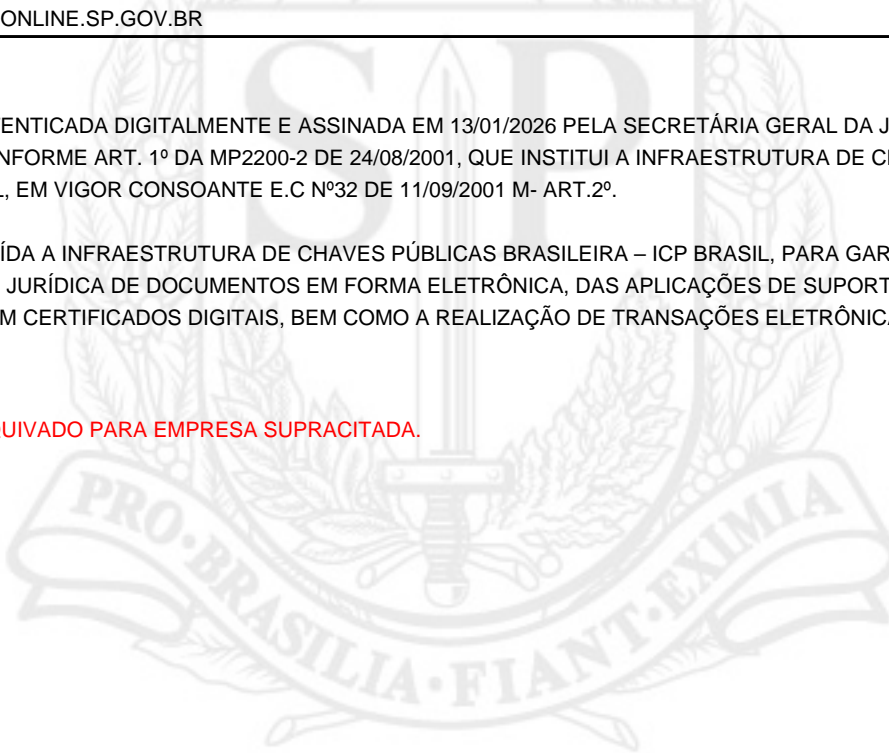 ONLINE.SP.GOV.BR
TENTICADA DIGITALMENTE E ASSINADA EM 13/01/2026 PELA SECRETÁRIA GERAL DA J
NFORME ART. 1º DA MP2200-2 DE 24/08/2001, QUE INSTITUI A INFRAESTRUTURA DE C
L, EM VIGOR CONSOANTE E.C Nº32 DE 11/09/2001 M- ART.2º.
ÍDA A INFRAESTRUTURA DE CHAVES PÚBLICAS BRASILEIRA – ICP BRASIL, PARA GAR
JURÍDICA DE DOCUMENTOS EM FORMA ELETRÔNICA, DAS APLICAÇÕES DE SUPORT
M CERTIFICADOS DIGITAIS, BEM COMO A REALIZAÇÃO DE TRANSAÇÕES ELETRÔNICA
QUIVADO PARA EMPRESA SUPRACITADA.
SP
PRO·BRASILIA·FIANT·EXIMIA